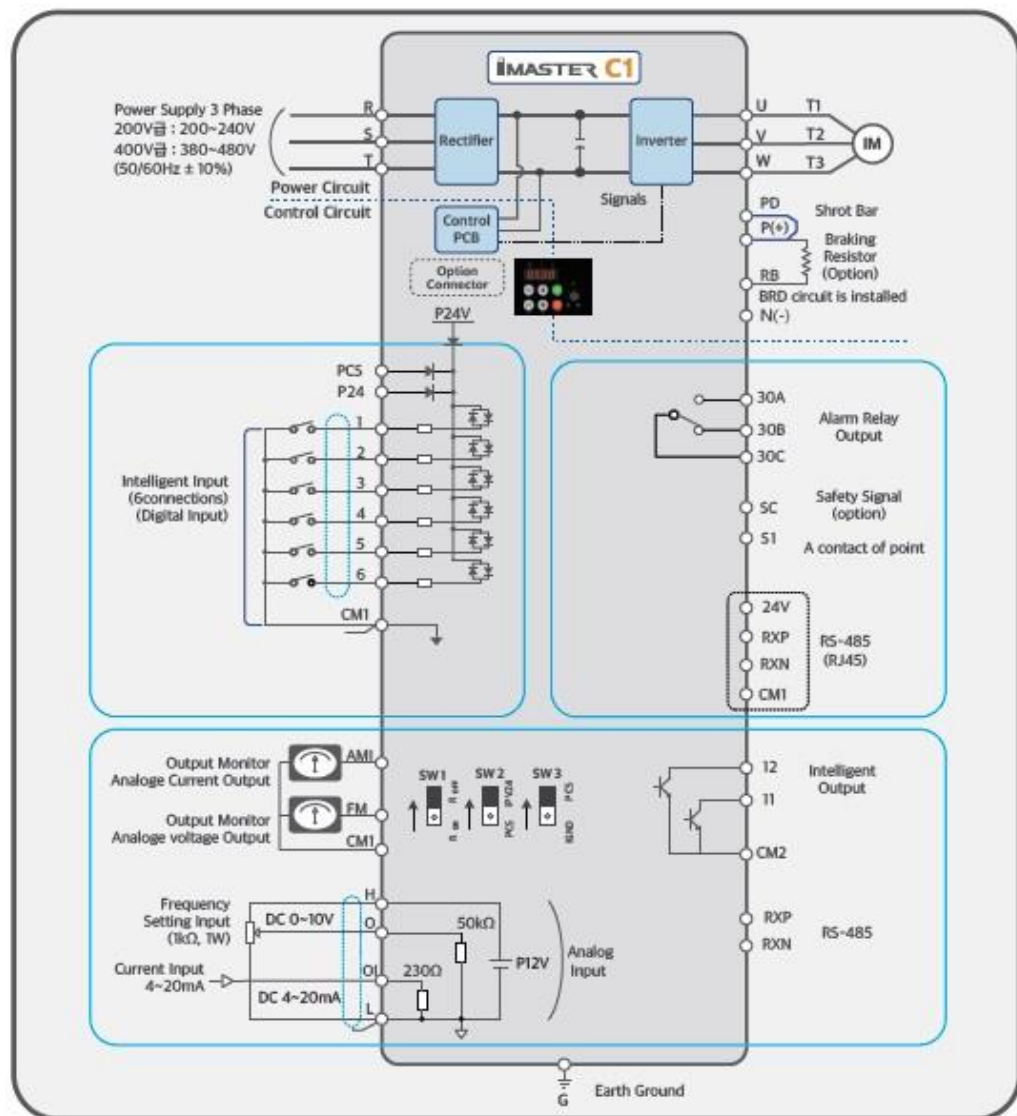 iMASTER C1
Power Supply 3 Phase
200V급 : 200~240V
400V급 : 380~480V
(50/60Hz ± 10%)
R
S
T
Rectifier
Inverter
U T1
V T2
W T3
IM
Power Circuit
Control Circuit
Signals
Control
PCB
Option
Connector
PD
Shrot Bar
P(+)
Braking
Resistor
(Option)
RB
BRD circuit is installed
N(-)
P24V
PCS
P24
1
2
3
4
5
6
CM1
Intelligent Input
(6connections)
(Digital Input)
30A
30B
30C
Alarm Relay
Output
SC
Safety Signal
(option)
S1
A contact of point
24V
RXP
RXN
CM1
RS-485
(RJ45)
Output Monitor
Analoge Current Output
AMI
Output Monitor
Analoge voltage Output
FM
CM1
SW 1
SW 2
SW 3
R off
PV24
PCS
R on
PCS
12
11
CM2
Intelligent
Output
Frequency
Setting Input
(1kΩ, 1W)
DC 0~10V
H
O
50kΩ
P12V
Analog
Input
Current Input
4~20mA
OI
230Ω
DC 4~20mA
L
RXP
RXN
RS-485
G
Earth Ground